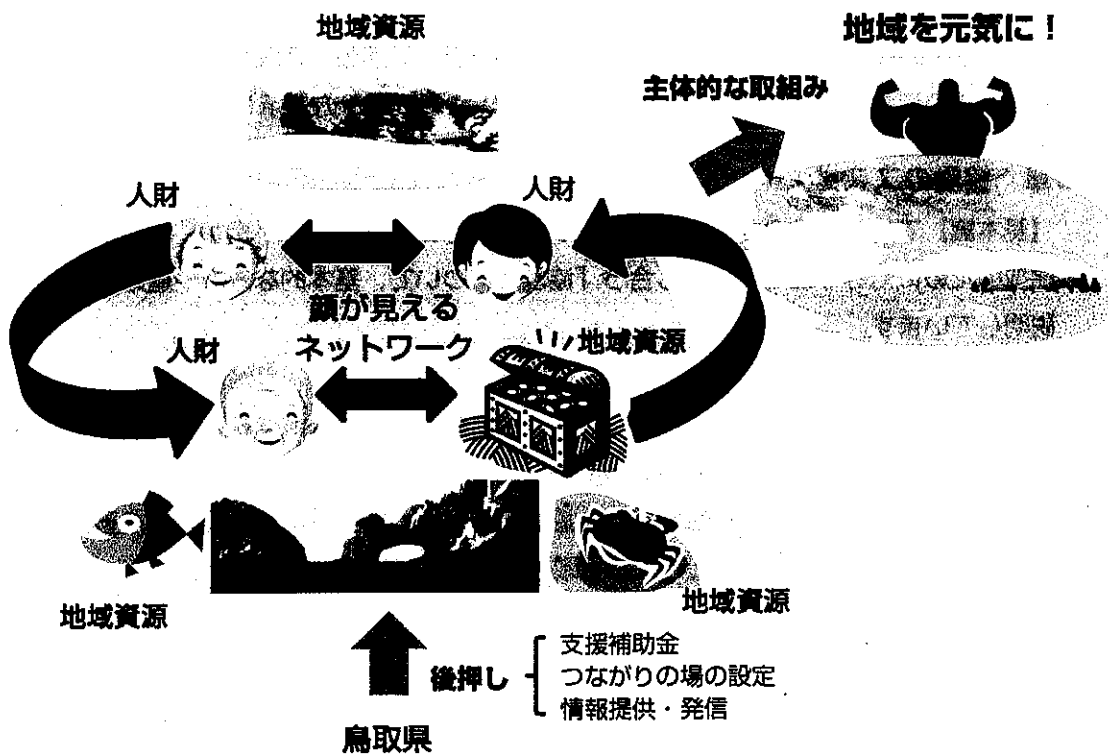 地域資源
地域を元気に！
主体的な取組み
人財
人財
顔が見える
ネットワーク
人財
地域資源
地域資源
地域資源
後押し
支援補助金
つながりの場の設定
情報提供・発信
鳥取県